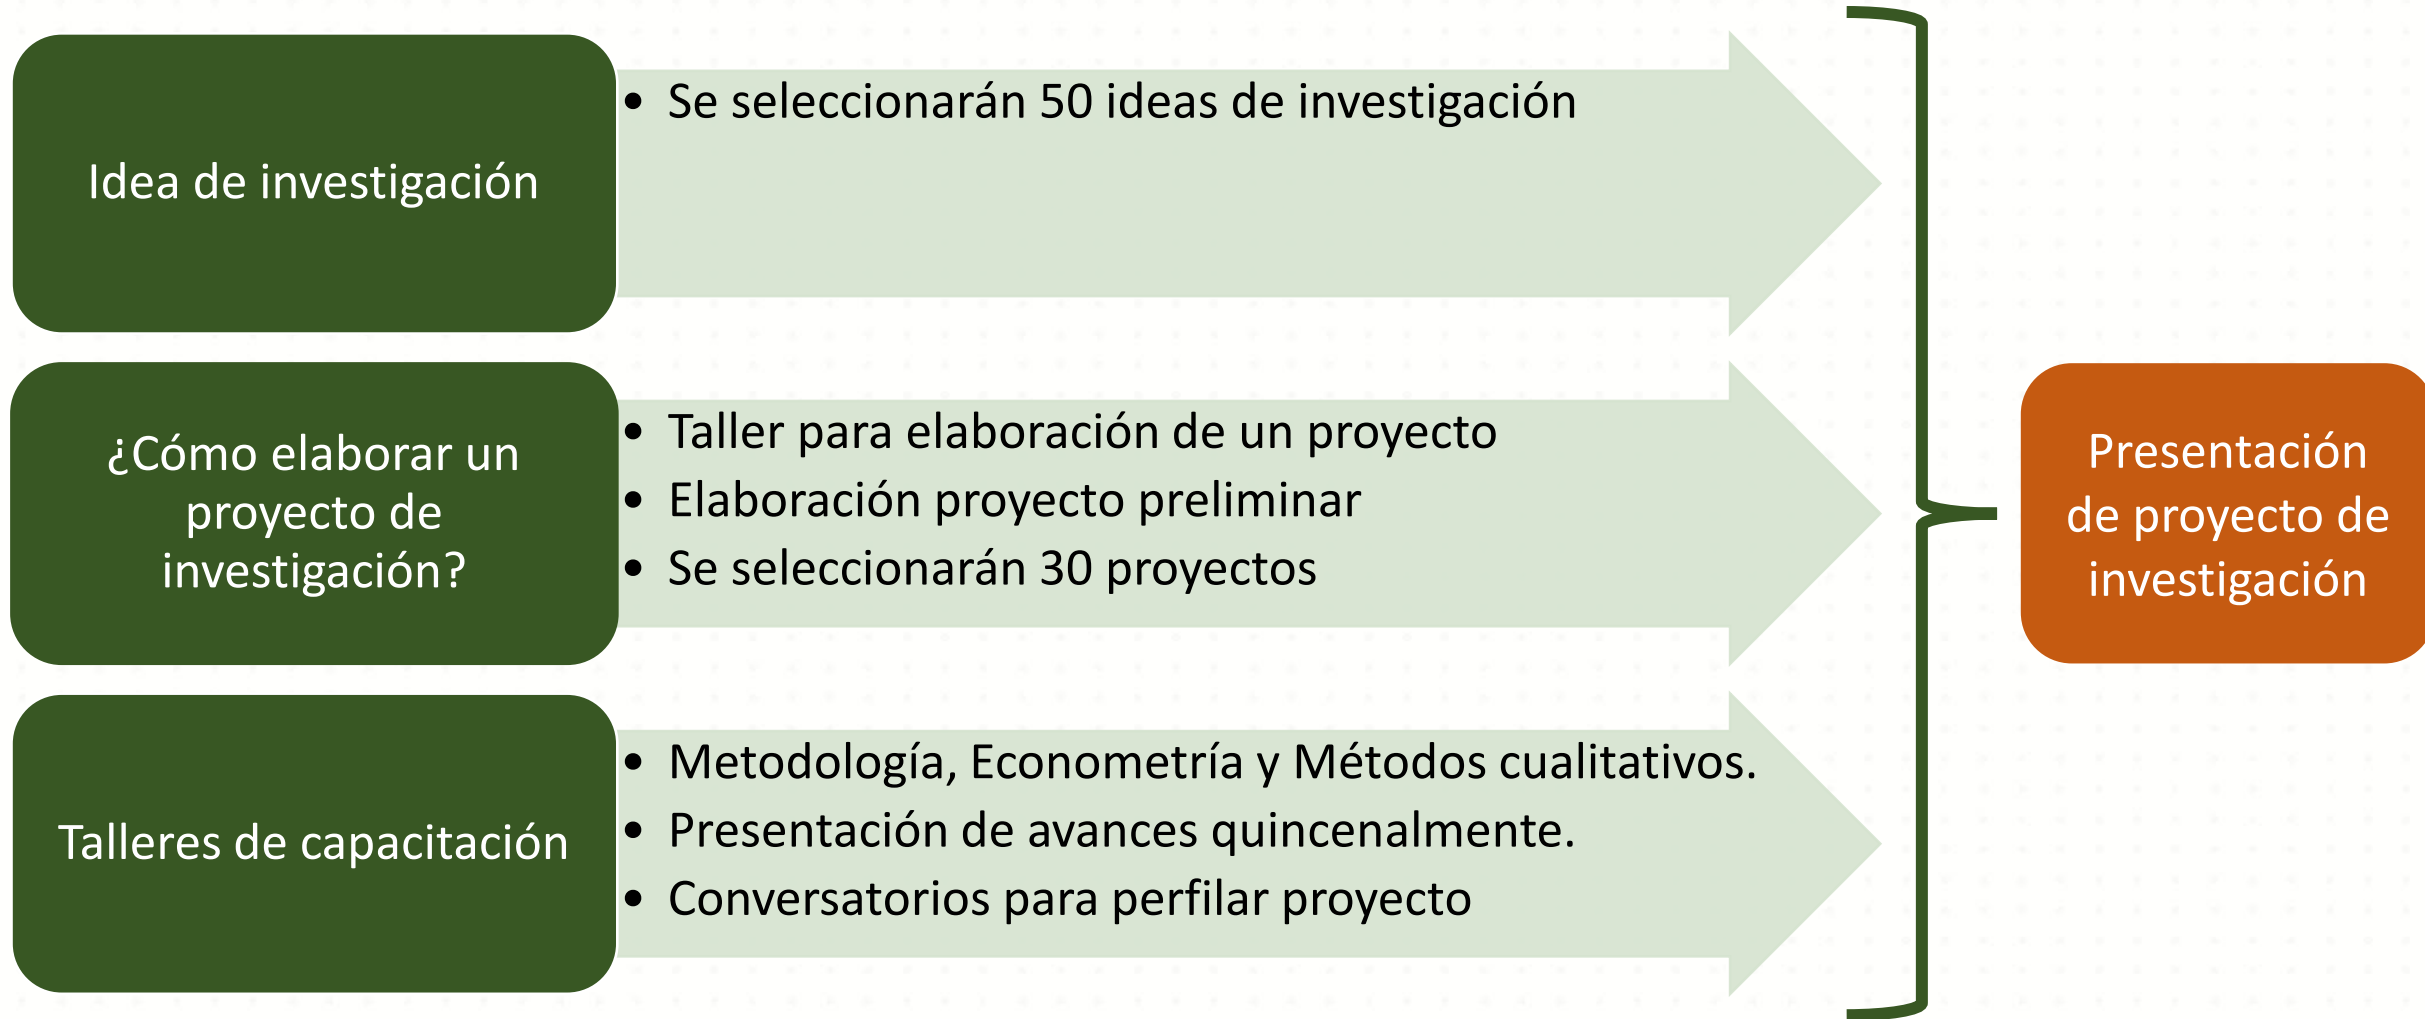 Idea de investigación
• Se seleccionarán 50 ideas de investigación
¿Cómo elaborar un
proyecto de
investigación?
• Taller para elaboración de un proyecto
• Elaboración proyecto preliminar
• Se seleccionarán 30 proyectos
Talleres de capacitación
• Metodología, Econometría y Métodos cualitativos.
• Presentación de avances quincenalmente.
• Conversatorios para perfilar proyecto
Presentación
de proyecto de
investigación